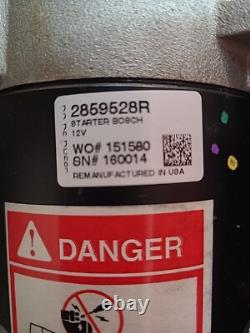 2859528R
STARTER BOSCH
12V
WO# 151580
SN# 160014
REMANUFACTURED IN USA
DANGER